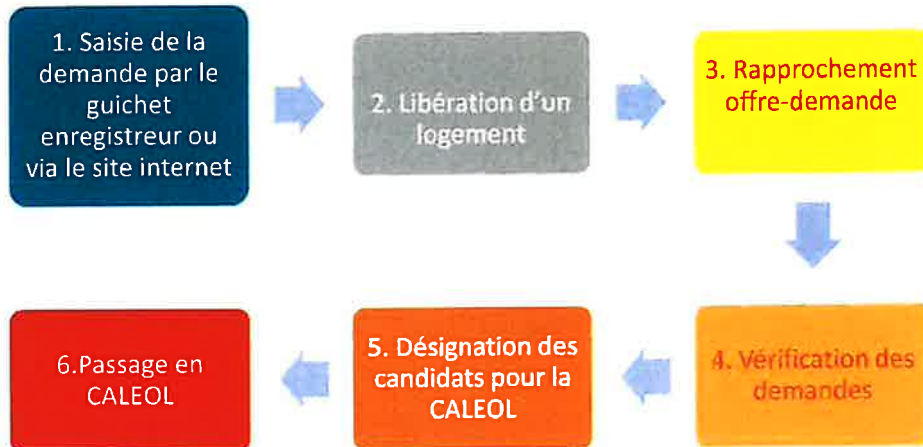 1. Saisie de la
demande par le
guichet
enregistreur ou
via le site internet
2. Libération d'un
logement
3. Rapprochement
offre-demande
4. Vérification des
demandes
5. Désignation des
candidats pour la
CALEOL
6.Passage en
CALEOL